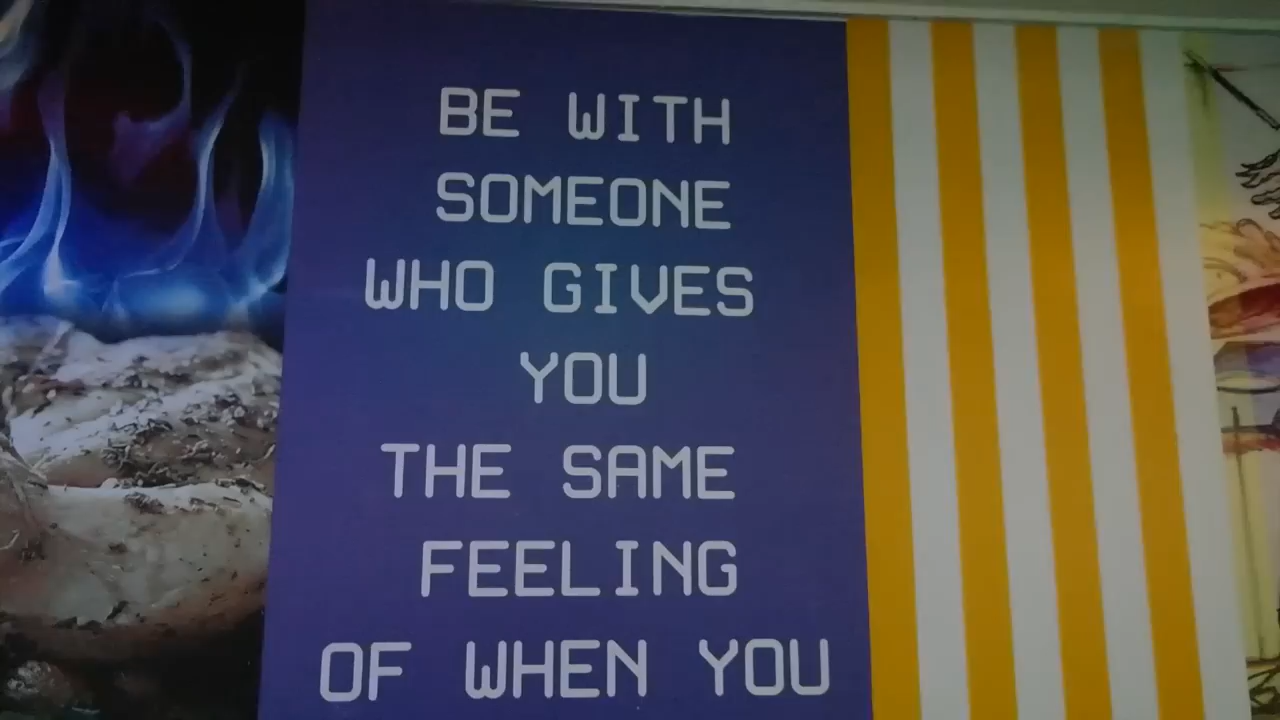 BE WITH
SOMEONE
WHO GIVES
YOU
THE SAME
FEELING
OF WHEN YOU